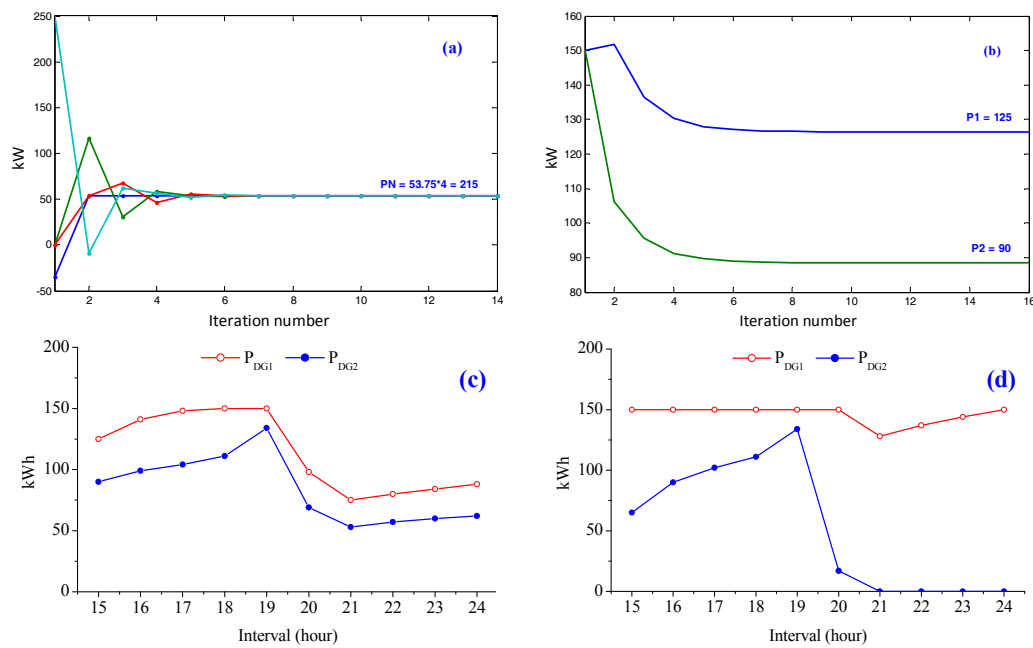 (a)
250
200
150
100
50
0
-50
kW
PN = 53.75*4 = 215
2 4 6 8 10 12 14
Iteration number
(b)
160
150
140
130
120
110
100
90
80
kW
P1 = 125
P2 = 90
2 4 6 8 10 12 14 16
Iteration number
P_DG1 P_DG2
(c)
200
150
100
50
0
kWh
15 16 17 18 19 20 21 22 23 24
Interval (hour)
P_DG1 P_DG2
(d)
200
150
100
50
0
kWh
15 16 17 18 19 20 21 22 23 24
Interval (hour)